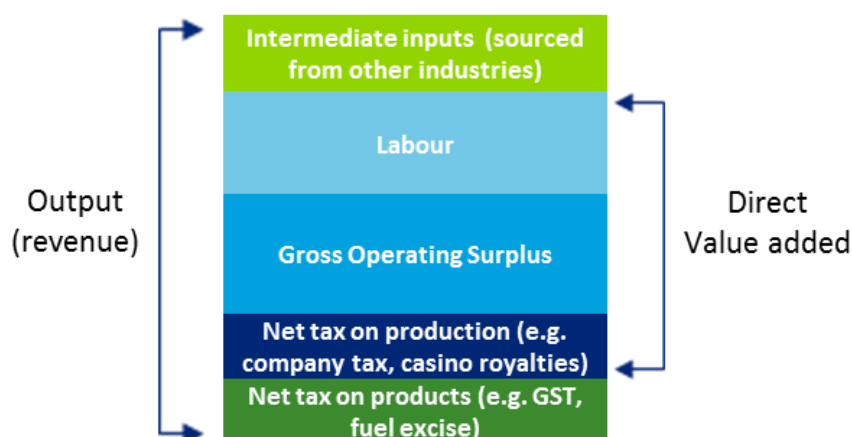 Intermediate inputs (sourced
from other industries)
Labour
Output
(revenue)
Direct
Value added
Gross Operating Surplus
Net tax on production (e.g.
company tax, casino royalties)
Net tax on products (e.g. GST,
fuel excise)